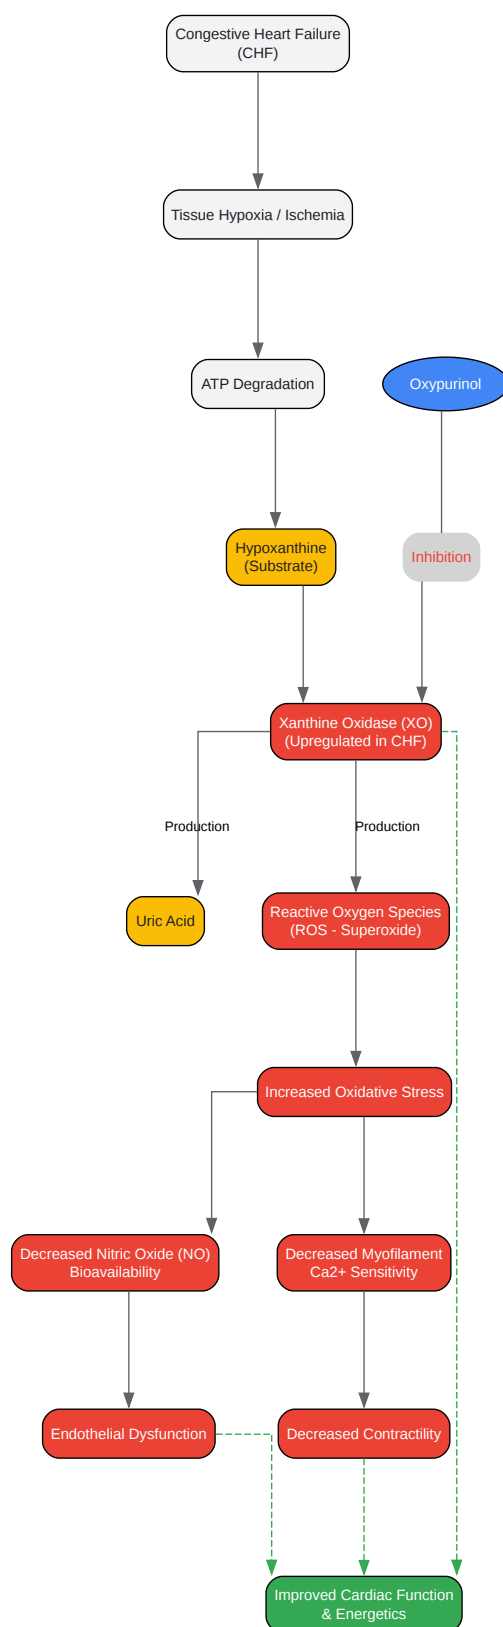 Congestive Heart Failure
(CHF)
Tissue Hypoxia / Ischemia
ATP Degradation
Oxypurinol
Hypoxanthine
(Substrate)
Inhibition
Xanthine Oxidase (XO)
(Upregulated in CHF)
Production
Production
Uric Acid
Reactive Oxygen Species
(ROS - Superoxide)
Increased Oxidative Stress
Decreased Nitric Oxide (NO)
Bioavailability
Decreased Myofilament
Ca2+ Sensitivity
Endothelial Dysfunction
Decreased Contractility
Improved Cardiac Function
& Energetics